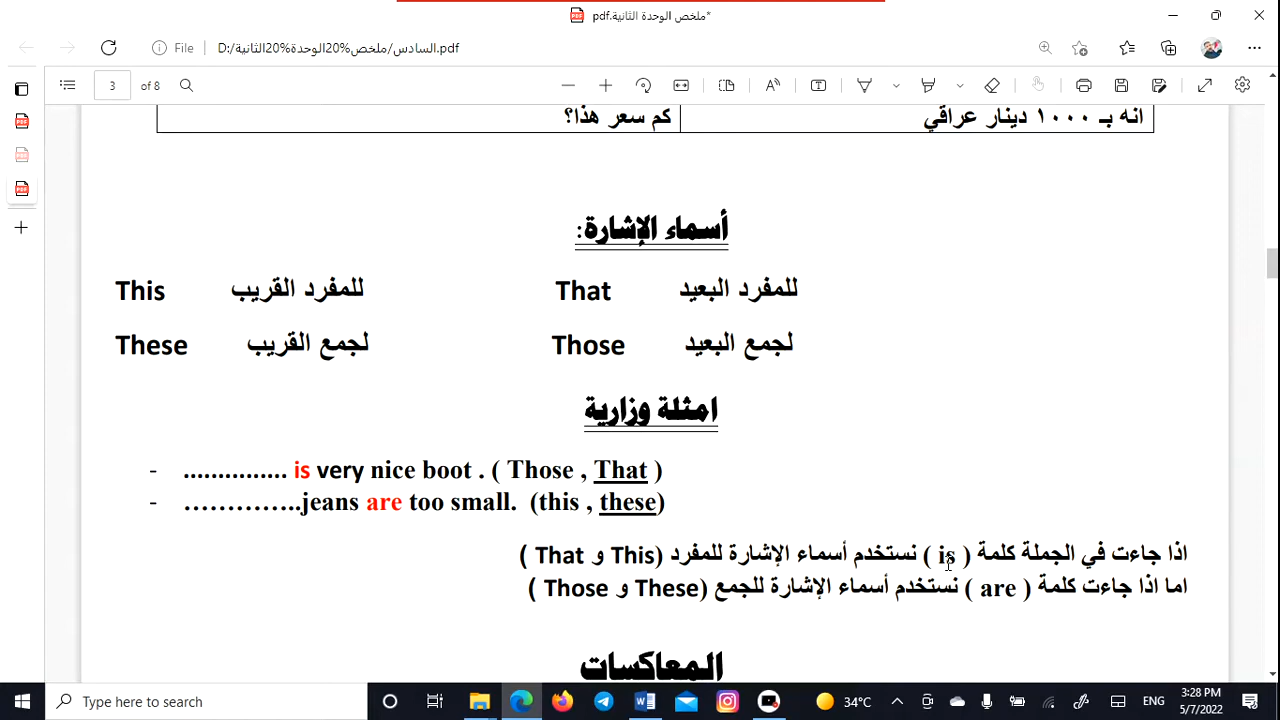 ملخص الوحدة الثانية.pdf*
File
D:/السادس/ملخص%20الوحدة%20الثانية.pdf
3 of 8
انه بـ ١٠٠٠ دينار عراقي كم سعر هذا؟
أسماء الإشارة:
This للمفرد القريب That للمفرد البعيد
These لجمع القريب Those لجمع البعيد
امثلة وزارية
- ............... is very nice boot . ( Those , That )
- …………..jeans are too small. (this , these)
اذا جاءت في الجملة كلمة ( is ) نستخدم أسماء الإشارة للمفرد (This و That )
اما اذا جاءت كلمة ( are ) نستخدم أسماء الإشارة للجمع (These و Those )
المعاكسات
Type here to search
34°C
ENG
3:28 PM
5/7/2022